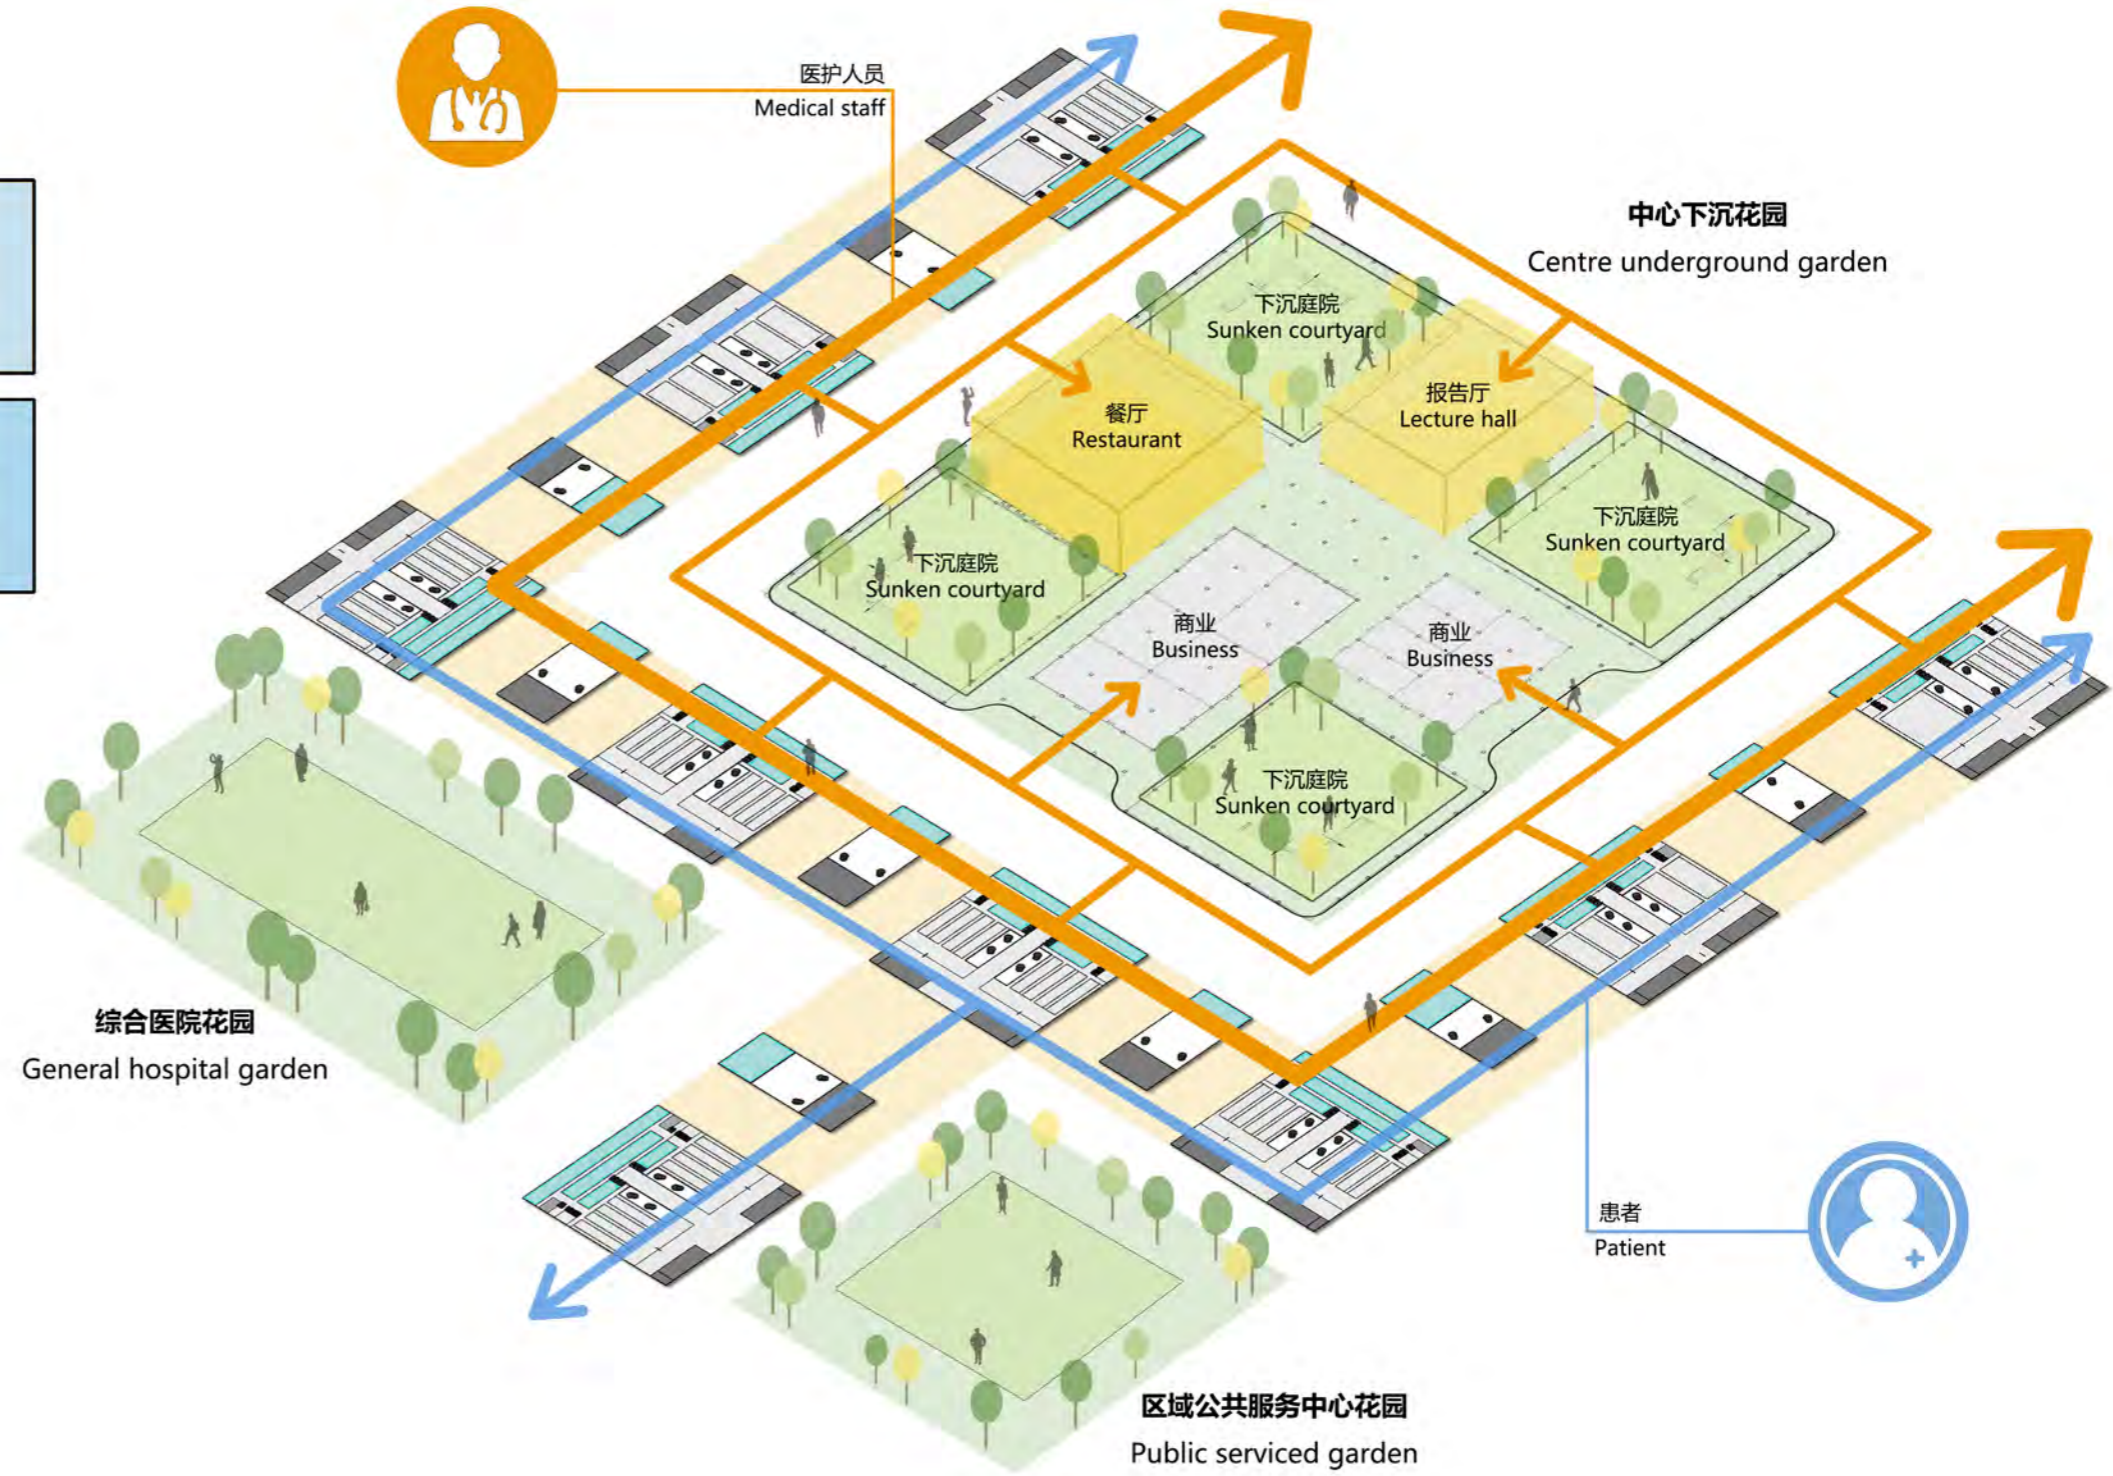 医护人员
Medical staff
中心下沉花园
Centre underground garden
下沉庭院
Sunken courtyard
报告厅
Lecture hall
餐厅
Restaurant
下沉庭院
Sunken courtyard
下沉庭院
Sunken courtyard
商业
Business
商业
Business
下沉庭院
Sunken courtyard
综合医院花园
General hospital garden
患者
Patient
区域公共服务中心花园
Public serviced garden